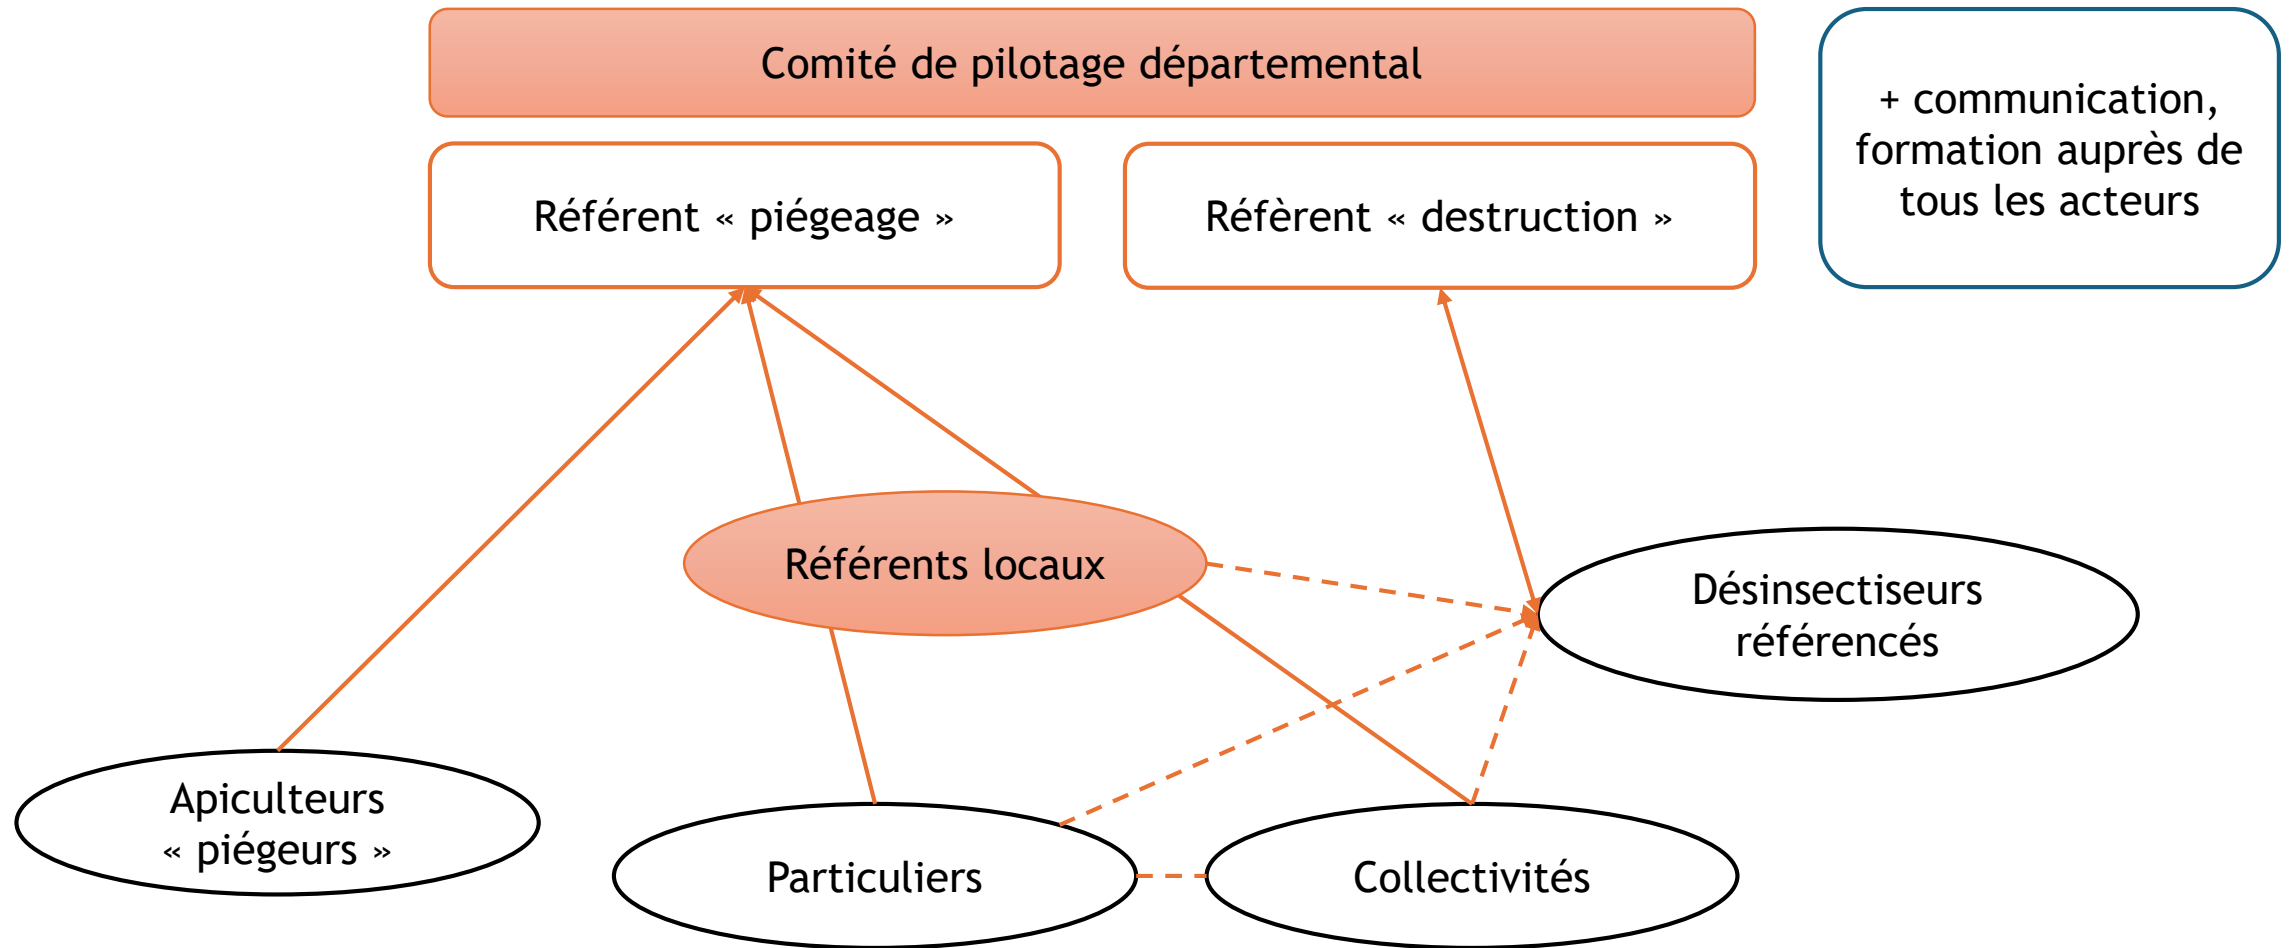 Comité de pilotage départemental
+ communication,
formation auprès de
tous les acteurs
Référent « piégeage »
Réfèrent « destruction »
Référents locaux
Désinsectiseurs
référencés
Apiculteurs
« piégeurs »
Particuliers
Collectivités